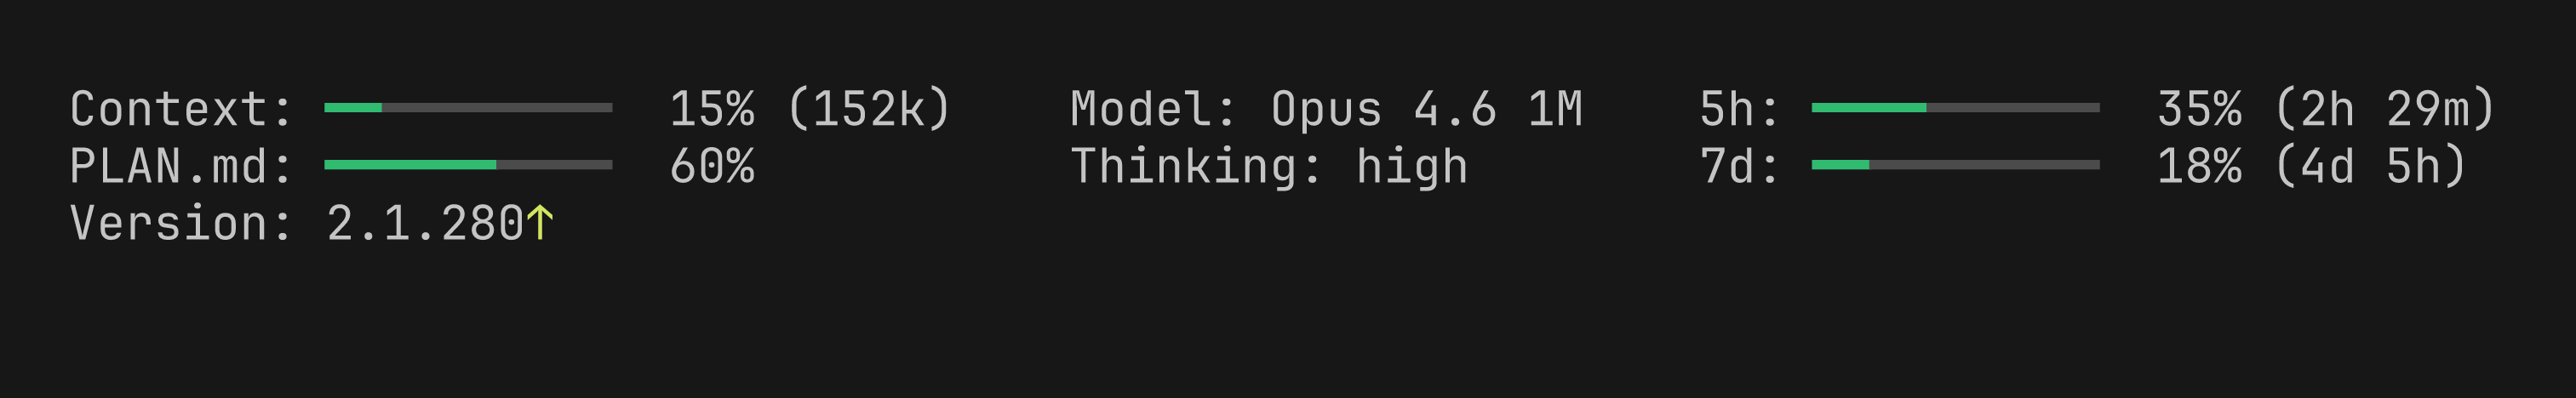 Context: 15% (152k) Model: Opus 4.6 1M 5h: 35% (2h 29m)
PLAN.md: 60% Thinking: high 7d: 18% (4d 5h)
Version: 2.1.280↑